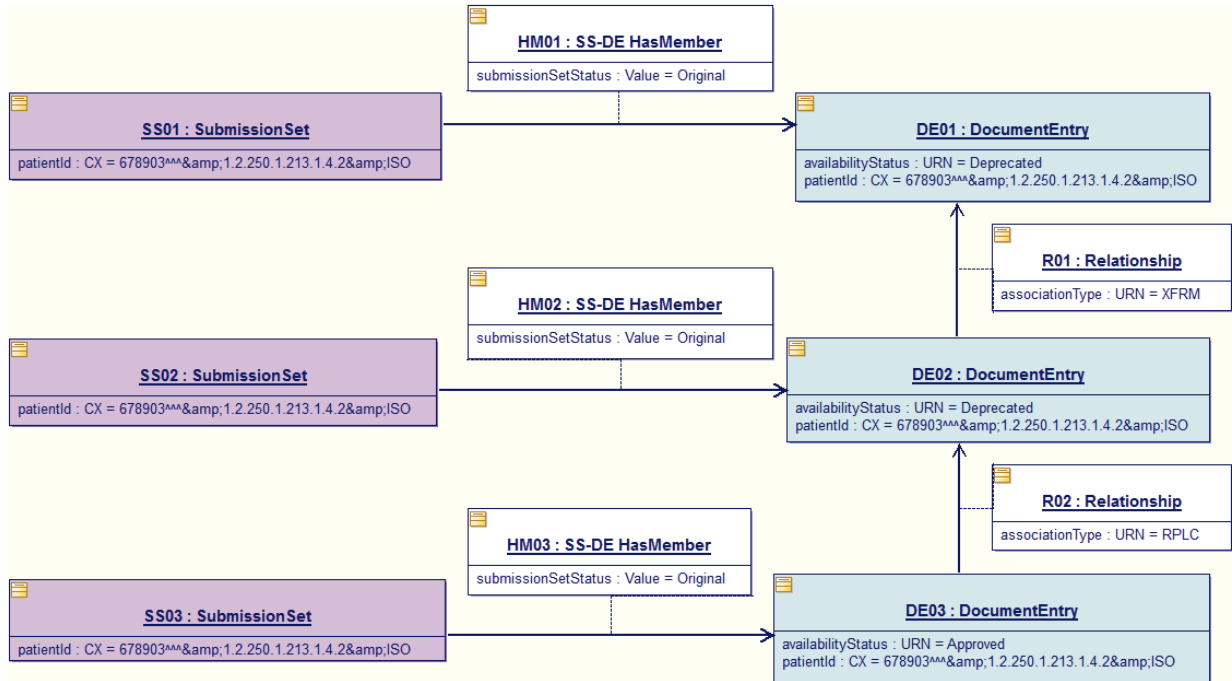 HM01 : SS-DE HasMember
submissionSetStatus : Value = Original
SS01 : SubmissionSet
patientId : CX = 678903^^^&amp;1.2.250.1.213.1.4.2&amp;ISO
DE01 : DocumentEntry
availabilityStatus : URN = Deprecated
patientId : CX = 678903^^^&amp;1.2.250.1.213.1.4.2&amp;ISO
R01 : Relationship
associationType : URN = XFRM
HM02 : SS-DE HasMember
submissionSetStatus : Value = Original
SS02 : SubmissionSet
patientId : CX = 678903^^^&amp;1.2.250.1.213.1.4.2&amp;ISO
DE02 : DocumentEntry
availabilityStatus : URN = Deprecated
patientId : CX = 678903^^^&amp;1.2.250.1.213.1.4.2&amp;ISO
R02 : Relationship
associationType : URN = RPLC
HM03 : SS-DE HasMember
submissionSetStatus : Value = Original
SS03 : SubmissionSet
patientId : CX = 678903^^^&amp;1.2.250.1.213.1.4.2&amp;ISO
DE03 : DocumentEntry
availabilityStatus : URN = Approved
patientId : CX = 678903^^^&amp;1.2.250.1.213.1.4.2&amp;ISO